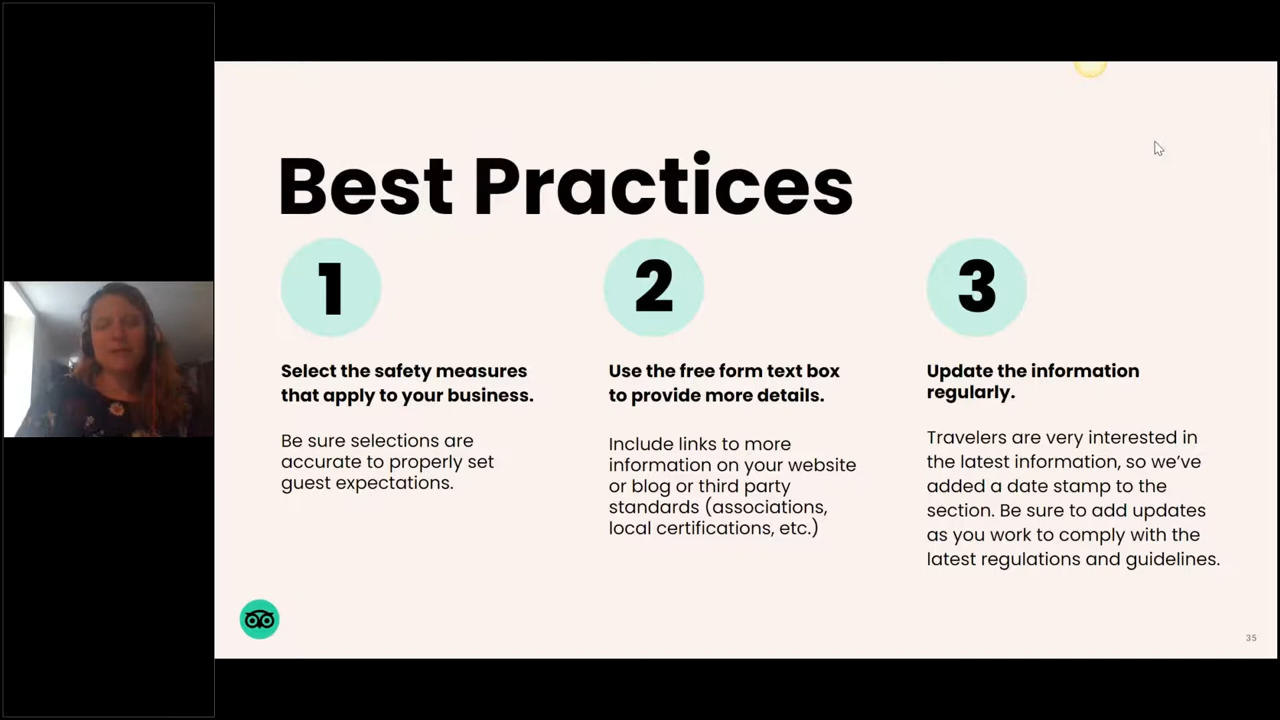 Best Practices
1
Select the safety measures
that apply to your business.
Be sure selections are
accurate to properly set
guest expectations.
2
Use the free form text box
to provide more details.
Include links to more
information on your website
or blog or third party
standards (associations,
local certifications, etc.)
3
Update the information
regularly.
Travelers are very interested in
the latest information, so we’ve
added a date stamp to the
section. Be sure to add updates
as you work to comply with the
latest regulations and guidelines.
35